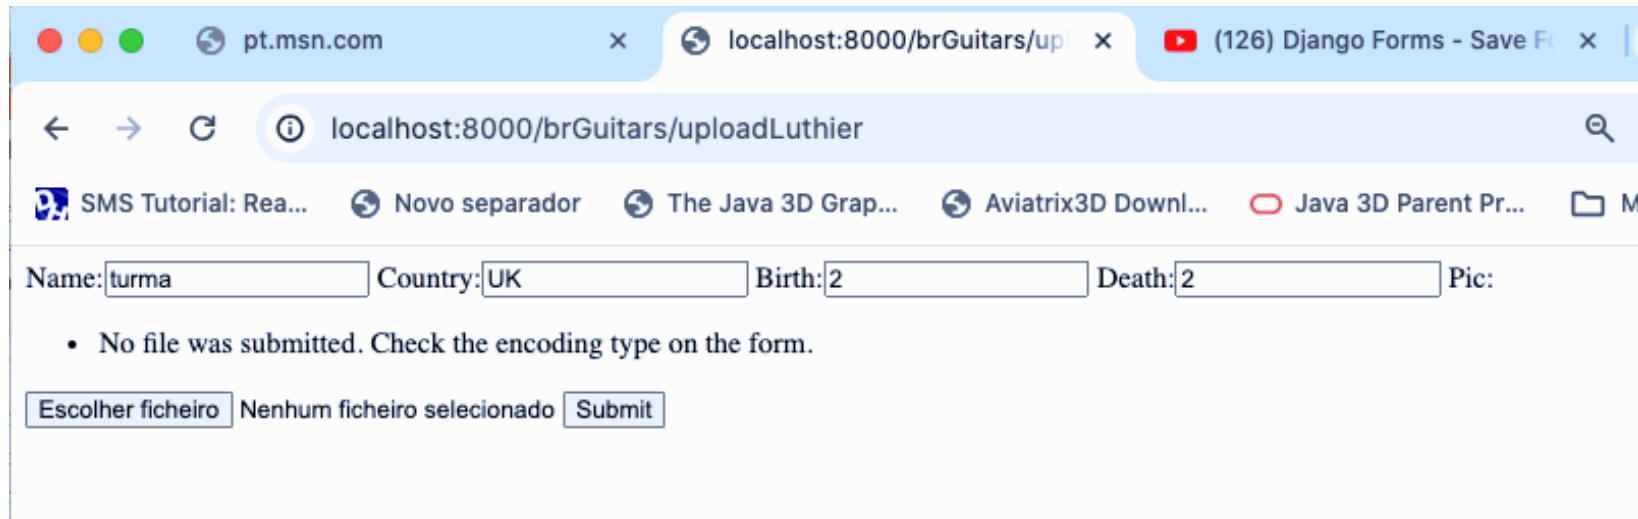 pt.msn.com localhost:8000/brGuitars/upl (126) Django Forms - Save Fo
localhost:8000/brGuitars/uploadLuthier
SMS Tutorial: Rea... Novo separador The Java 3D Grap... Aviatrix3D Downl... Java 3D Parent Pr... M
Name: turma Country: UK Birth: 2 Death: 2 Pic:
• No file was submitted. Check the encoding type on the form.
Escolher ficheiro Nenhum ficheiro selecionado Submit